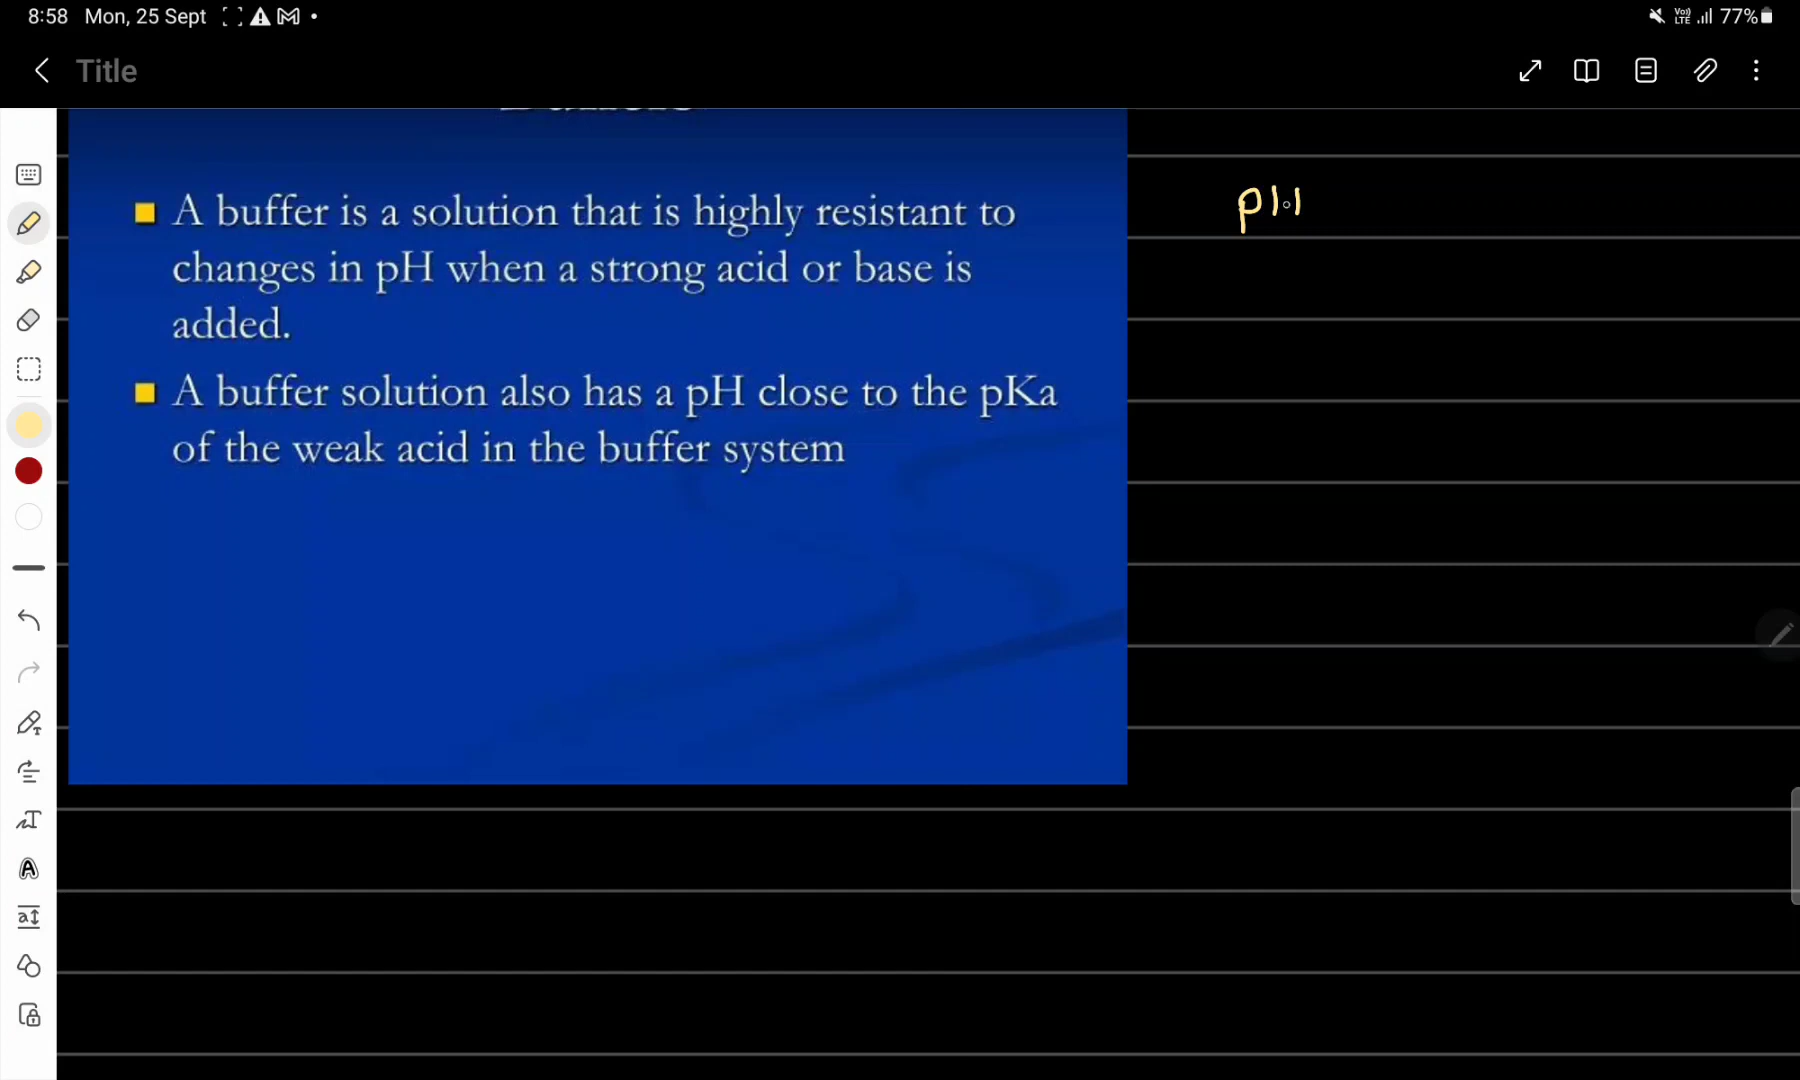 8:58 Mon, 25 Sept 77%
Title
A buffer is a solution that is highly resistant to
changes in pH when a strong acid or base is
added.
A buffer solution also has a pH close to the pKa
of the weak acid in the buffer system
pH